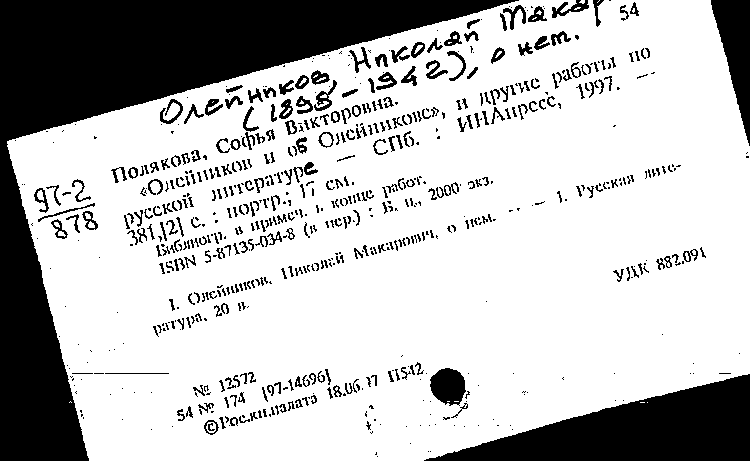 Олейников, Николай Макар
(1898-1942), о нем.
54
97-2
878
Полякова, Софья Викторовна.
«Олейников и об Олейникове», и другие работы по
русской литературе — СПб. : ИНАпресс, 1997. —
381,[2] с. : портр.; 17 см.
Библиогр. в примеч. в конце работ.
ISBN 5-87135-034-8 (в пер.) : Б. ц., 2000 экз.
1. Олейников, Николай Макарович, о нем. -- — 1. Русская лите-
ратура, 20 в.
УДК 882.091
№ 12572
54 № 174 [97-14696]
©Рос.кн.палата 18.06. 7 П542